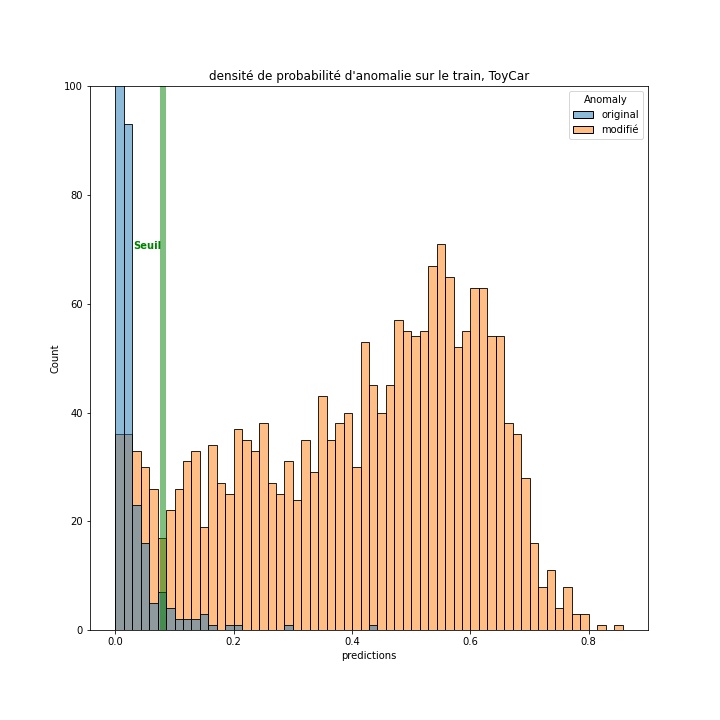 densité de probabilité d'anomalie sur le train, ToyCar
Anomaly
original
modifié
Seuil
Count
100
80
60
40
20
0
0.0 0.2 0.4 0.6 0.8
predictions